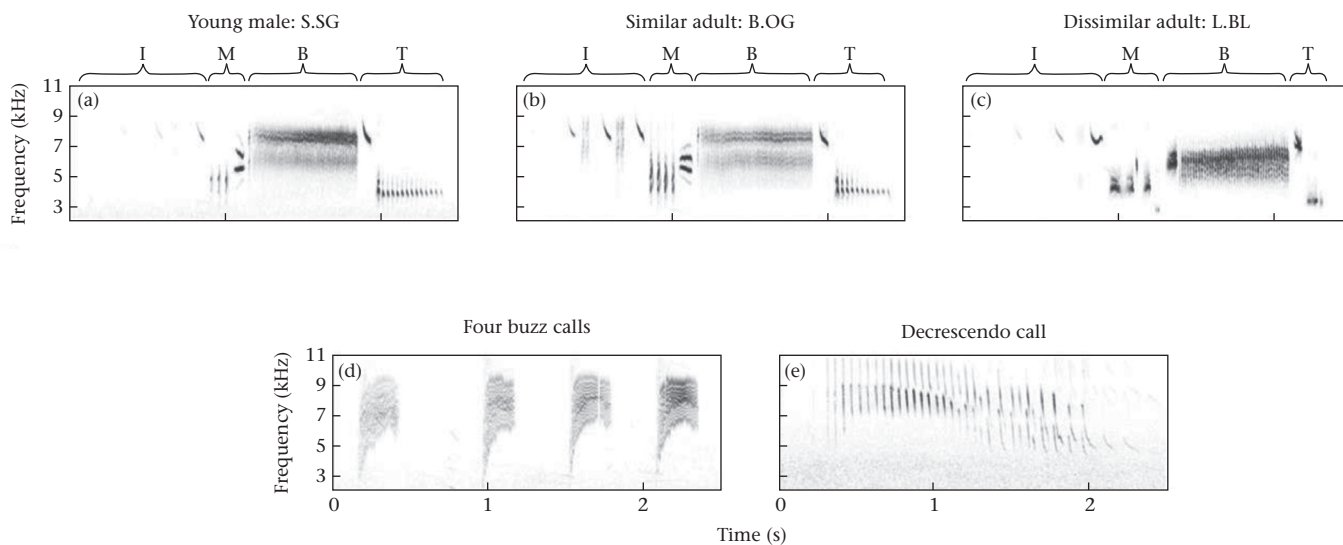 Young male: S.SG
Similar adult: B.OG
Dissimilar adult: L.BL
I M B T
I M B T
I M B T
Frequency (kHz)
11
9
7
5
3
(a)
(b)
(c)
Four buzz calls
Decrescendo call
Frequency (kHz)
11
9
7
5
3
(d)
(e)
0 1 2
0 1 2
Time (s)